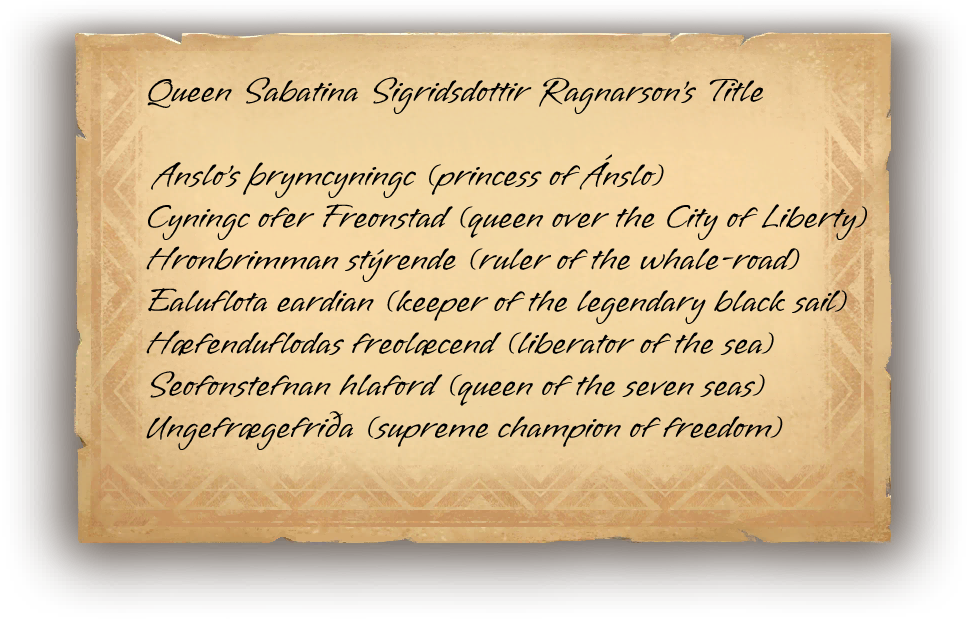 Queen Sabatina Sigridsdottir Ragnarson's Title
Anslo's þrymcyningc (princess of Ánslo)
Cyningc ofer Freonstad (queen over the City of Liberty)
Hronbrimman stýrende (ruler of the whale-road)
Ealuflota eardian (keeper of the legendary black sail)
Hæfenduflodas freolæcend (liberator of the sea)
Seofonstefnan hlaford (queen of the seven seas)
Ungefrægefriða (supreme champion of freedom)